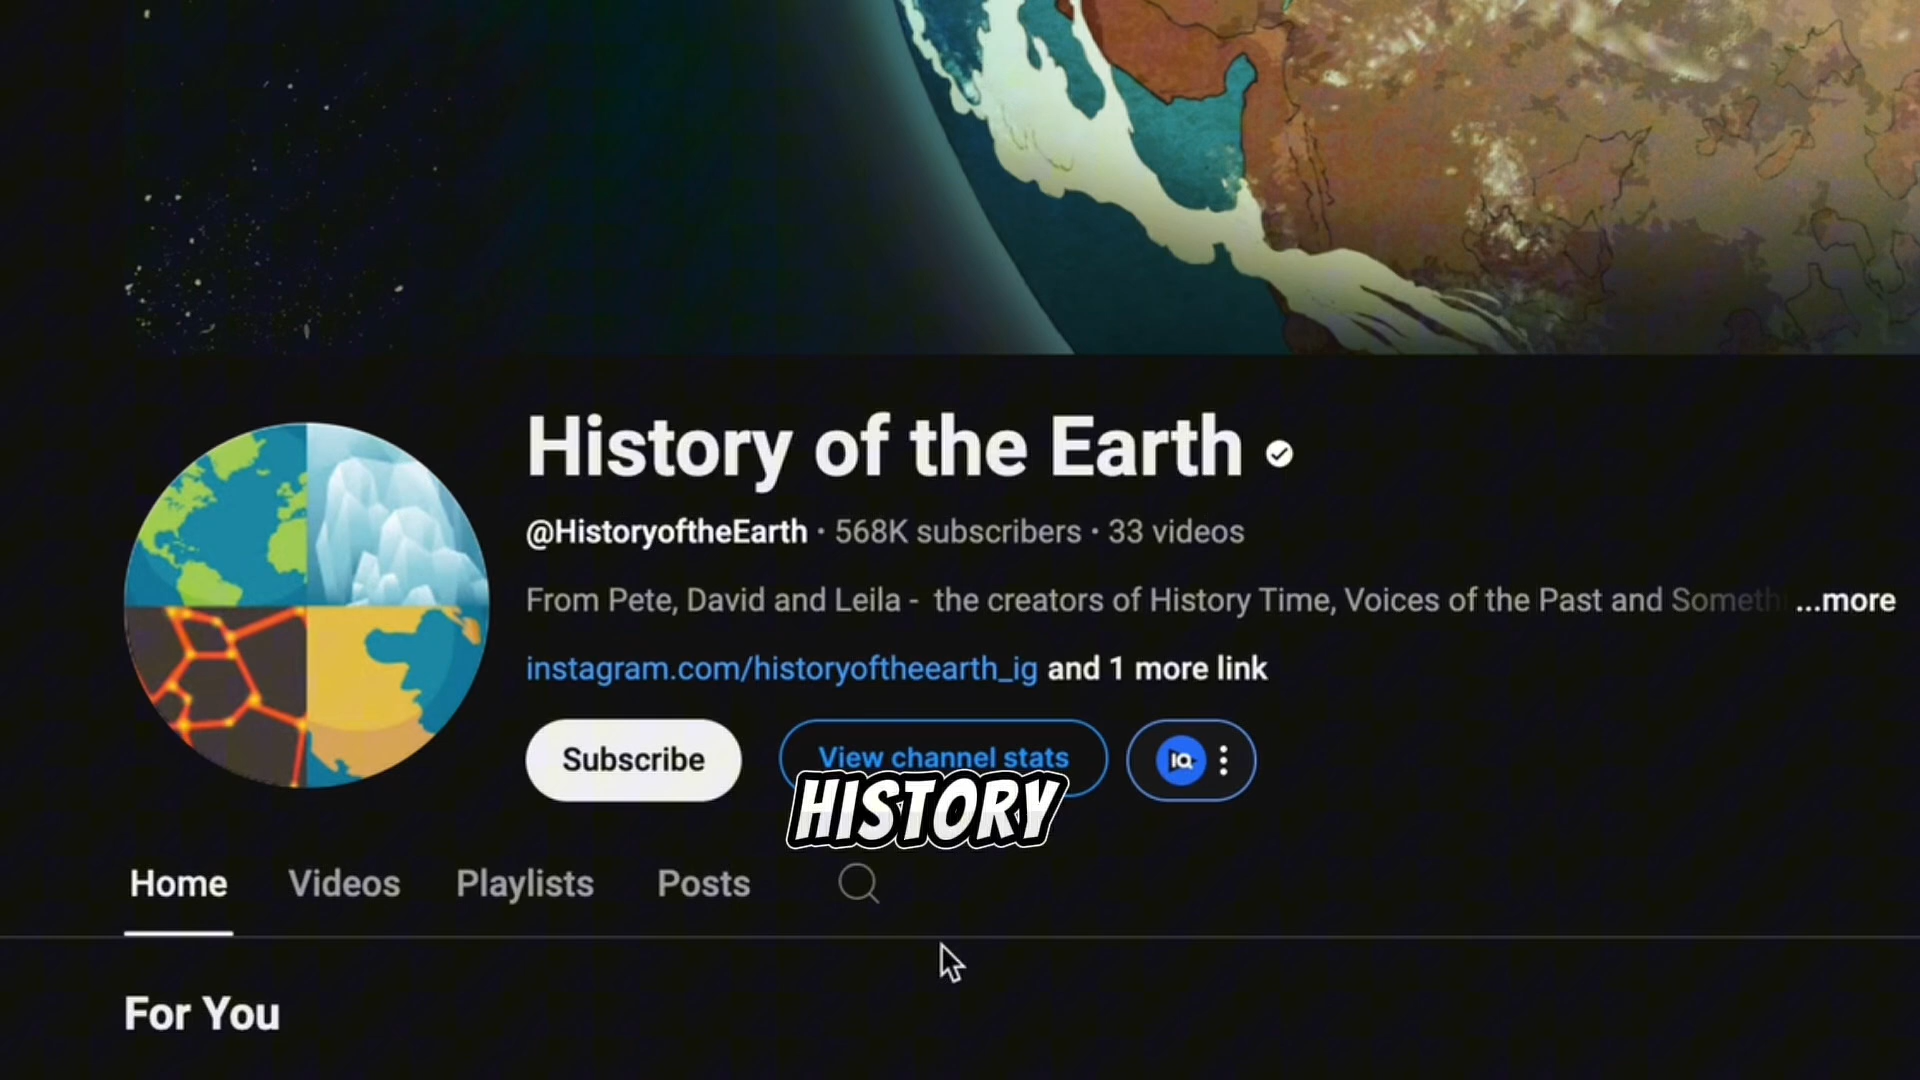 History of the Earth
@HistoryoftheEarth · 568K subscribers · 33 videos
From Pete, David and Leila - the creators of History Time, Voices of the Past and Someth ...more
instagram.com/historyoftheearth_ig and 1 more link
Subscribe
View channel stats
IQ
HISTORY
Home
Videos
Playlists
Posts
For You